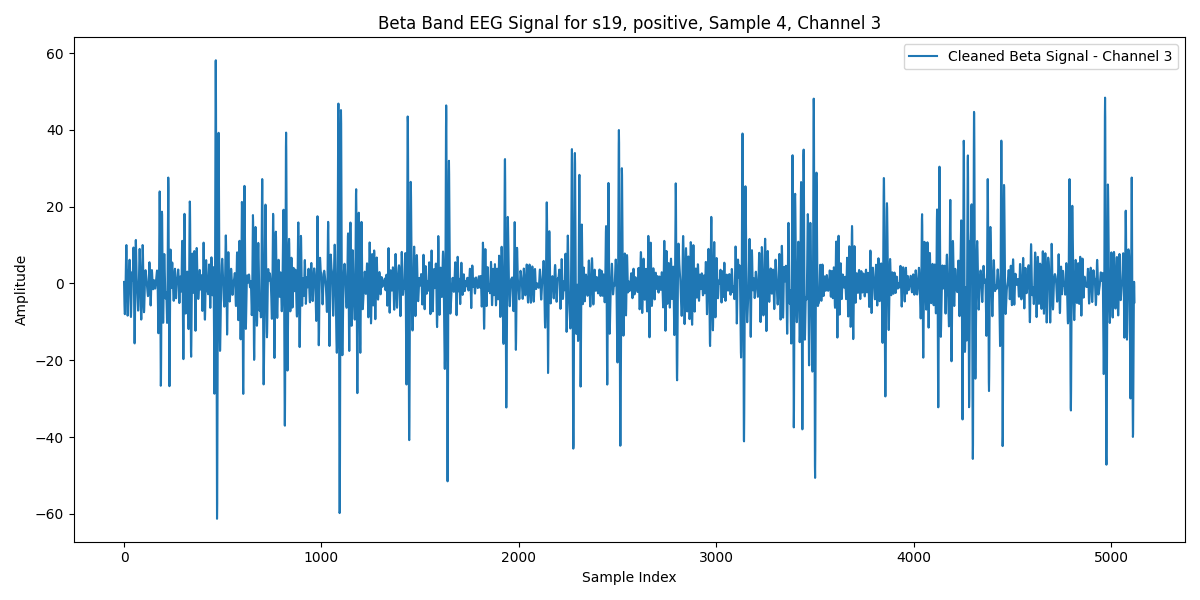 Beta Band EEG Signal for s19, positive, Sample 4, Channel 3
Cleaned Beta Signal - Channel 3
Amplitude
60
40
20
0
−20
−40
−60
0 1000 2000 3000 4000 5000
Sample Index